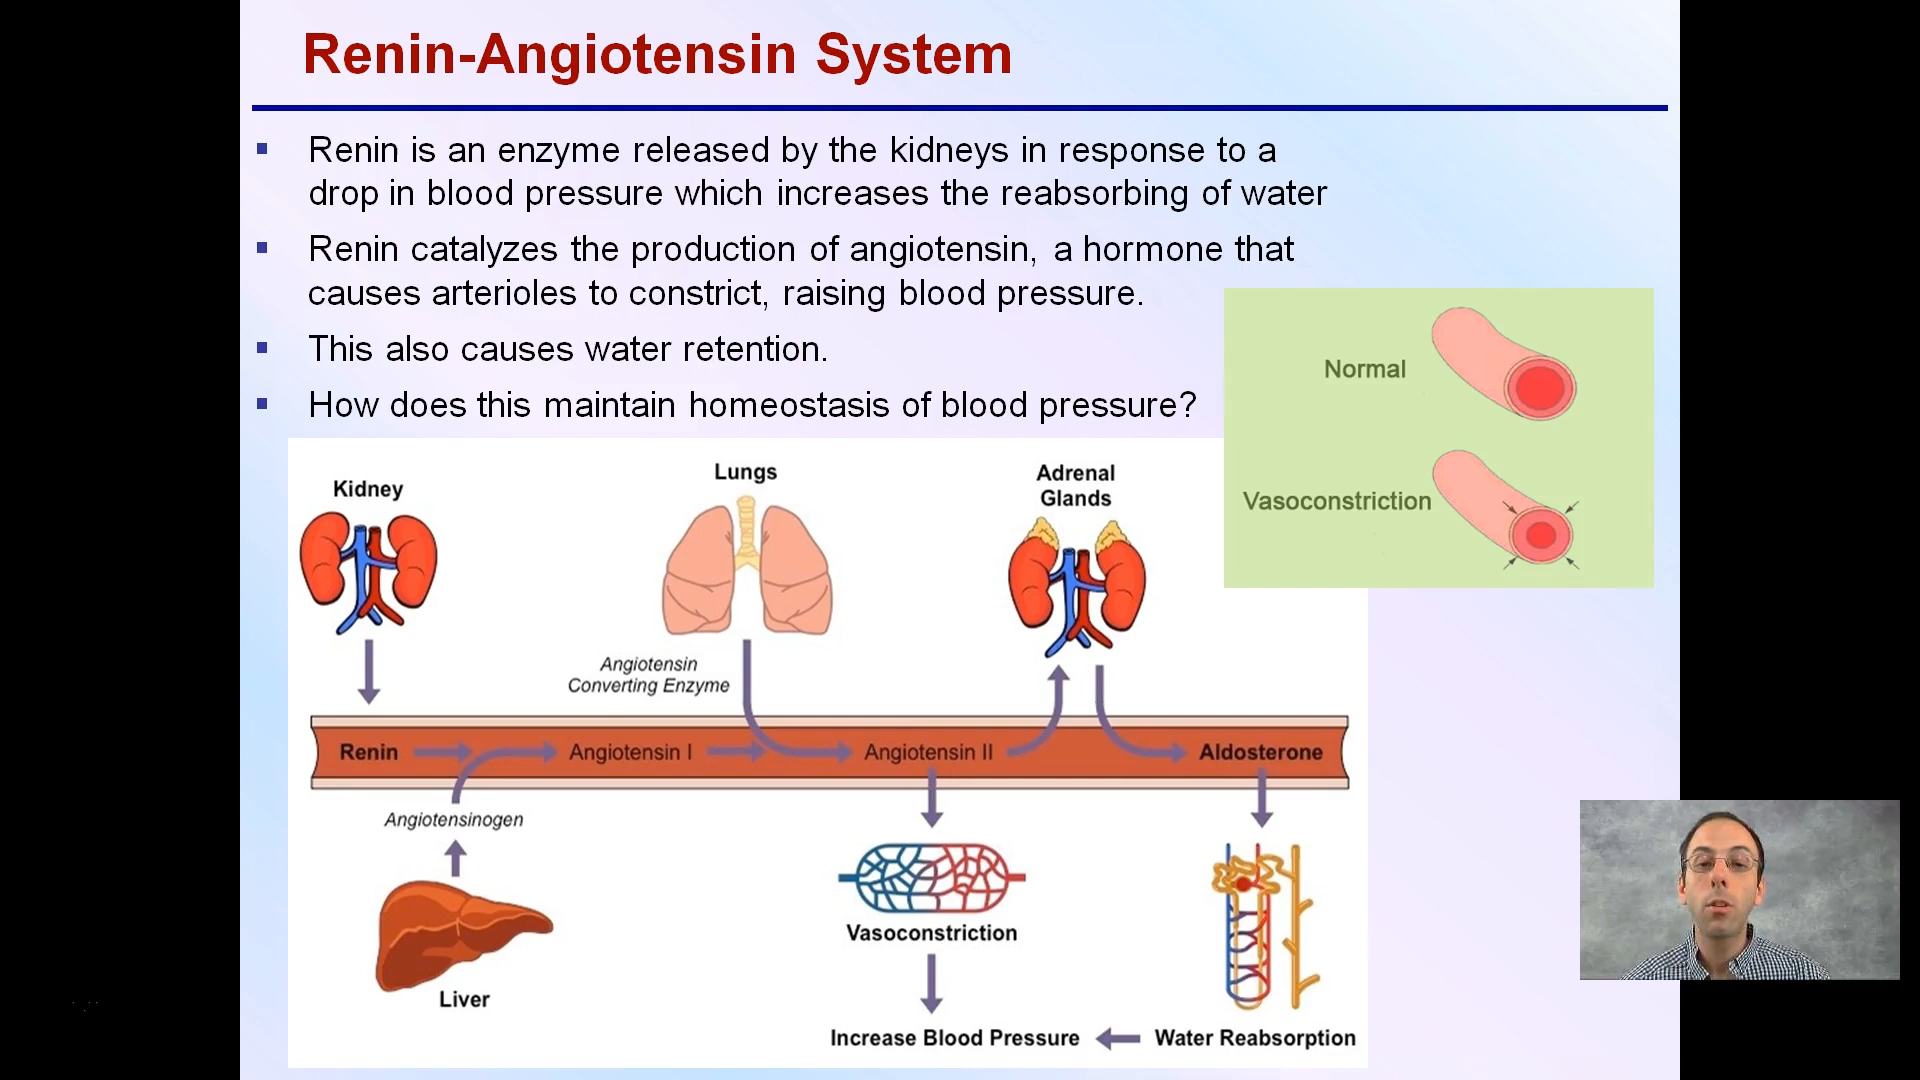 Renin-Angiotensin System
Renin is an enzyme released by the kidneys in response to a
drop in blood pressure which increases the reabsorbing of water
Renin catalyzes the production of angiotensin, a hormone that
causes arterioles to constrict, raising blood pressure.
This also causes water retention.
How does this maintain homeostasis of blood pressure?
Normal
Vasoconstriction
Kidney
Lungs
Adrenal
Glands
Angiotensin
Converting Enzyme
Renin
Angiotensin I
Angiotensin II
Aldosterone
Angiotensinogen
Liver
Vasoconstriction
Increase Blood Pressure
Water Reabsorption